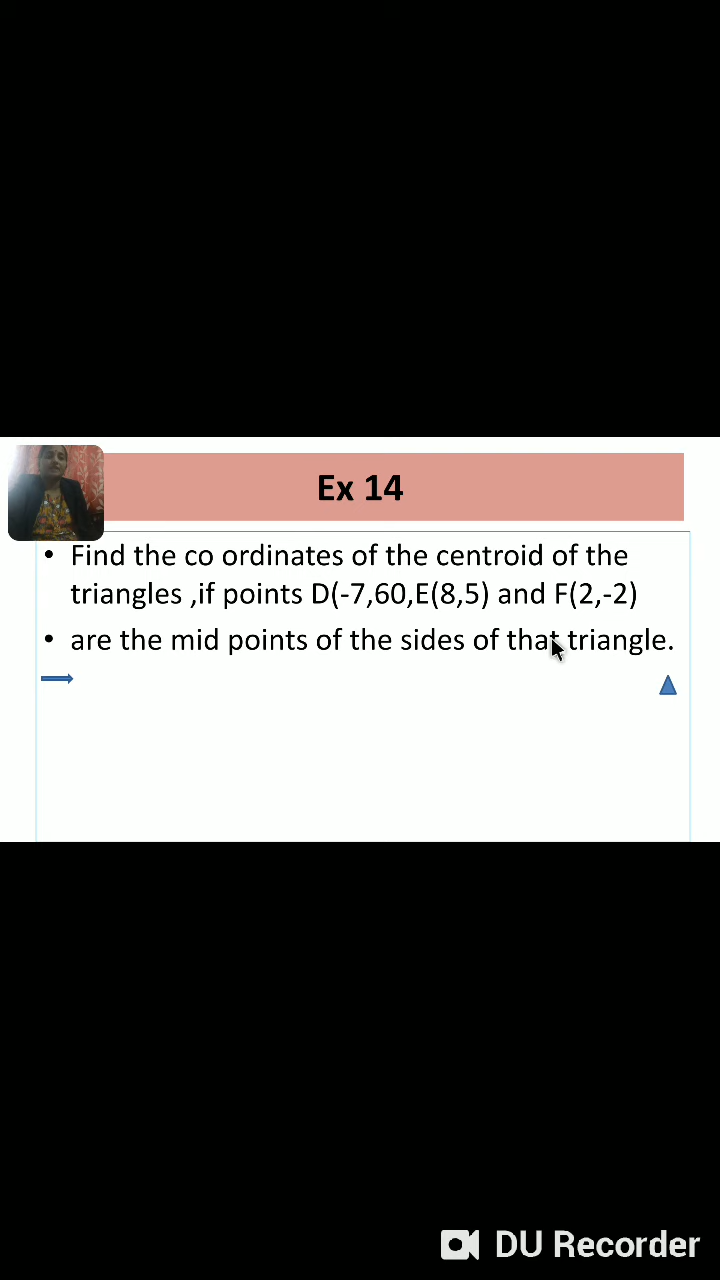 Ex 14
• Find the co ordinates of the centroid of the
triangles ,if points D(-7,60,E(8,5) and F(2,-2)
• are the mid points of the sides of that triangle.
DU Recorder